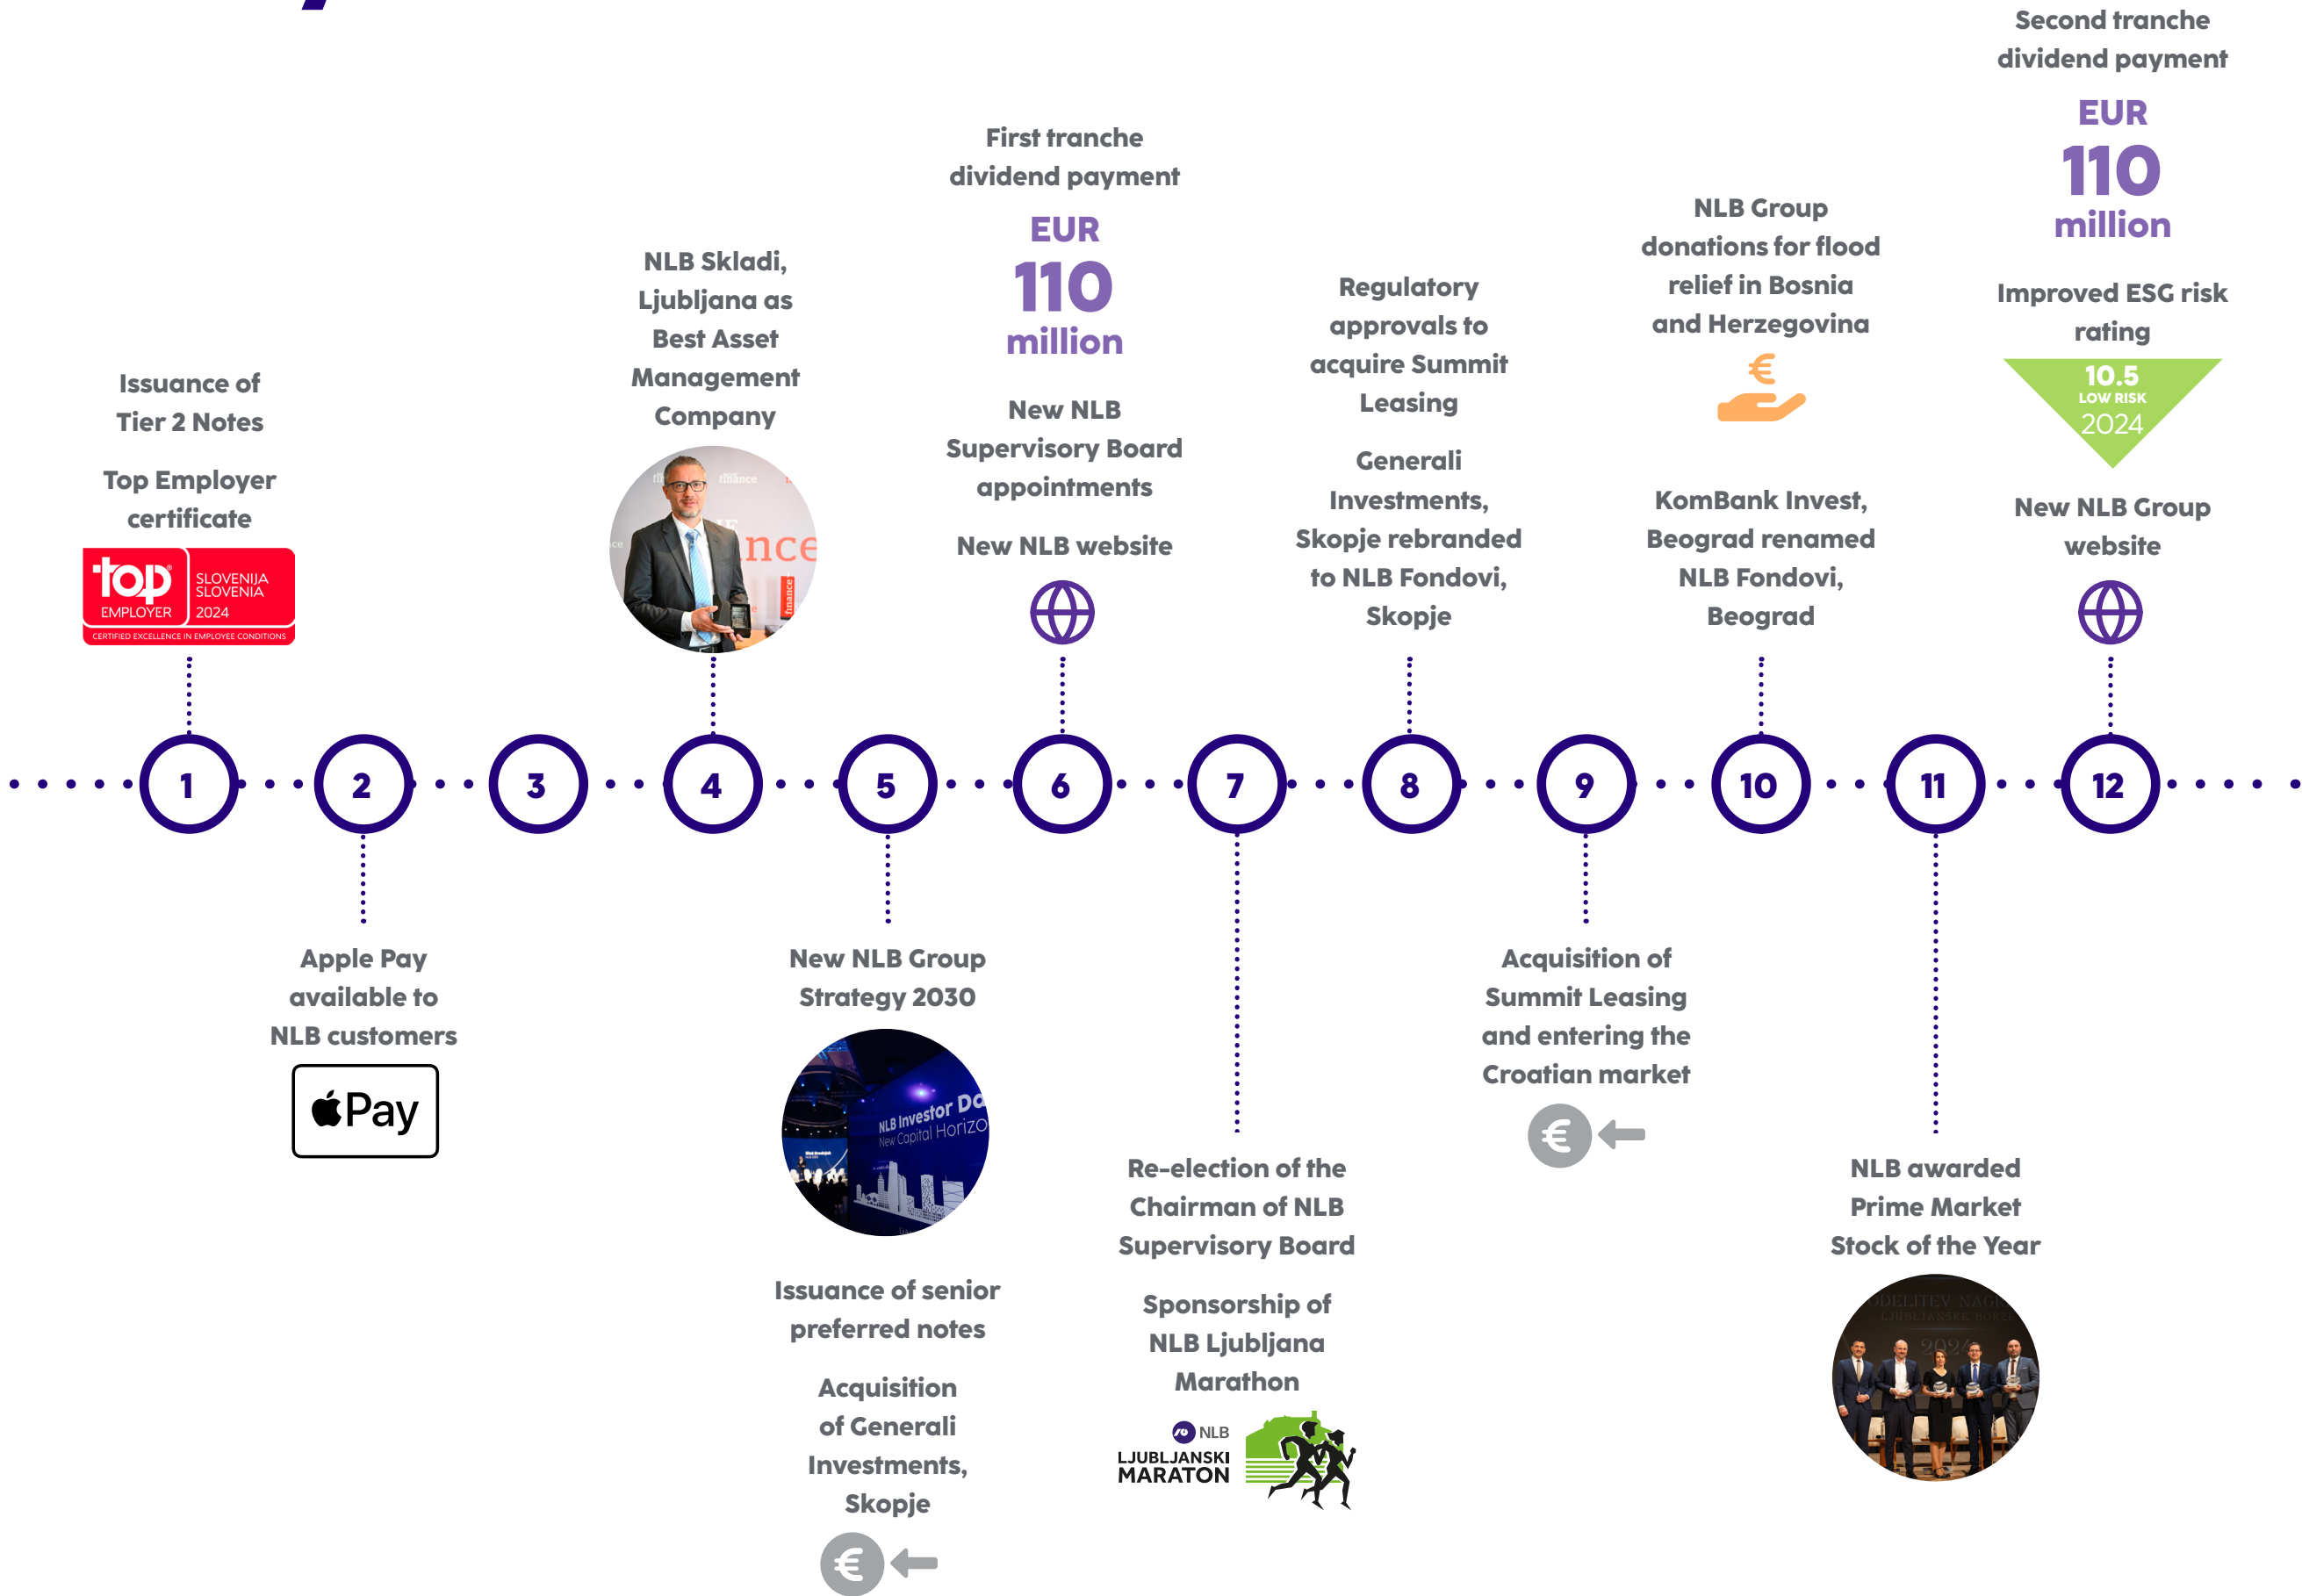 Issuance of
Tier 2 Notes
Top Employer
certificate
top
EMPLOYER
SLOVENIJA
SLOVENIA
2024
CERTIFIED EXCELLENCE IN EMPLOYEE CONDITIONS
NLB Skladi,
Ljubljana as
Best Asset
Management
Company
finance
nce
finance
First tranche
dividend payment
EUR
110
million
New NLB
Supervisory Board
appointments
New NLB website
Regulatory
approvals to
acquire Summit
Leasing
Generali
Investments,
Skopje rebranded
to NLB Fondovi,
Skopje
NLB Group
donations for flood
relief in Bosnia
and Herzegovina
€
KomBank Invest,
Beograd renamed
NLB Fondovi,
Beograd
Second tranche
dividend payment
EUR
110
million
Improved ESG risk
rating
10.5
LOW RISK
2024
New NLB Group
website
1
2
3
4
5
6
7
8
9
10
11
12
Apple Pay
available to
NLB customers
Pay
New NLB Group
Strategy 2030
NLB Investor Da
New Capital Horizo
Issuance of senior
preferred notes
Acquisition
of Generali
Investments,
Skopje
€
Re-election of the
Chairman of NLB
Supervisory Board
Sponsorship of
NLB Ljubljana
Marathon
NLB
LJUBLJANSKI
MARATON
Acquisition of
Summit Leasing
and entering the
Croatian market
€
NLB awarded
Prime Market
Stock of the Year
ODELITEV NAGR
LJUBLJANSKE BORZE
2024